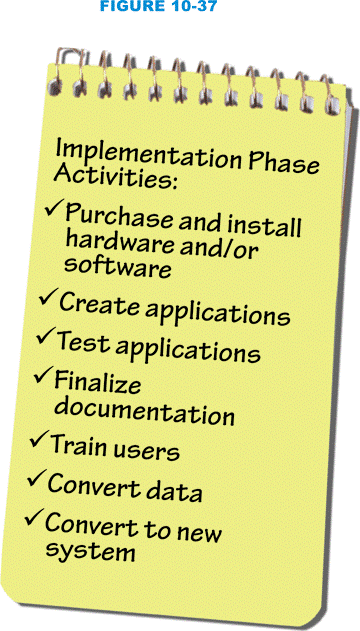 FIGURE 10-37
Implementation Phase
Activities:
✓Purchase and install
hardware and/or
software
✓Create applications
✓Test applications
✓Finalize
documentation
✓Train users
✓Convert data
✓Convert to new
system